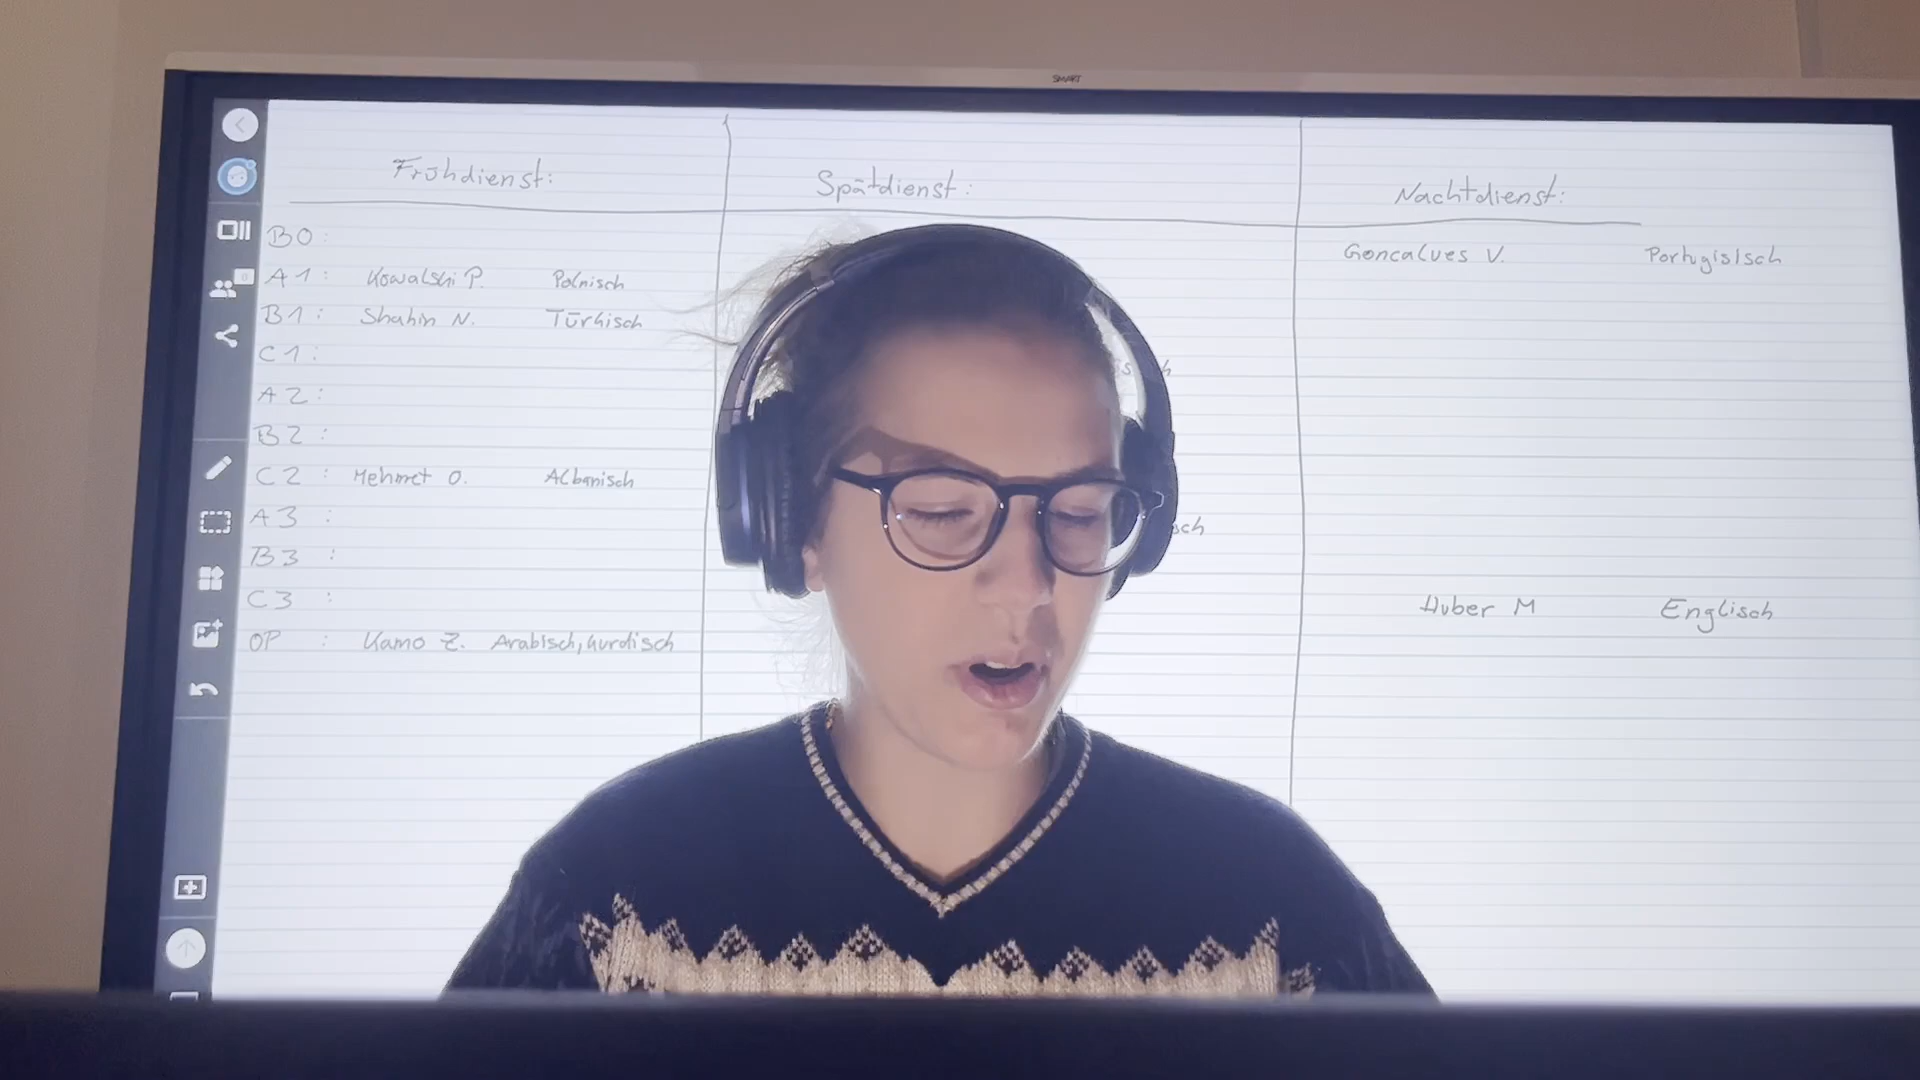 SMART
Frühdienst: Spätdienst: Nachtdienst:
B0: Goncalves V. Portugisisch
A1: Kowalski P. Polnisch
B1: Shahin N. Türkisch
C1:
A2:
B2:
C2: Mehmet O. Albanisch
A3:
B3:
C3: Huber M Englisch
OP: Kamo Z. Arabisch, kurdisch